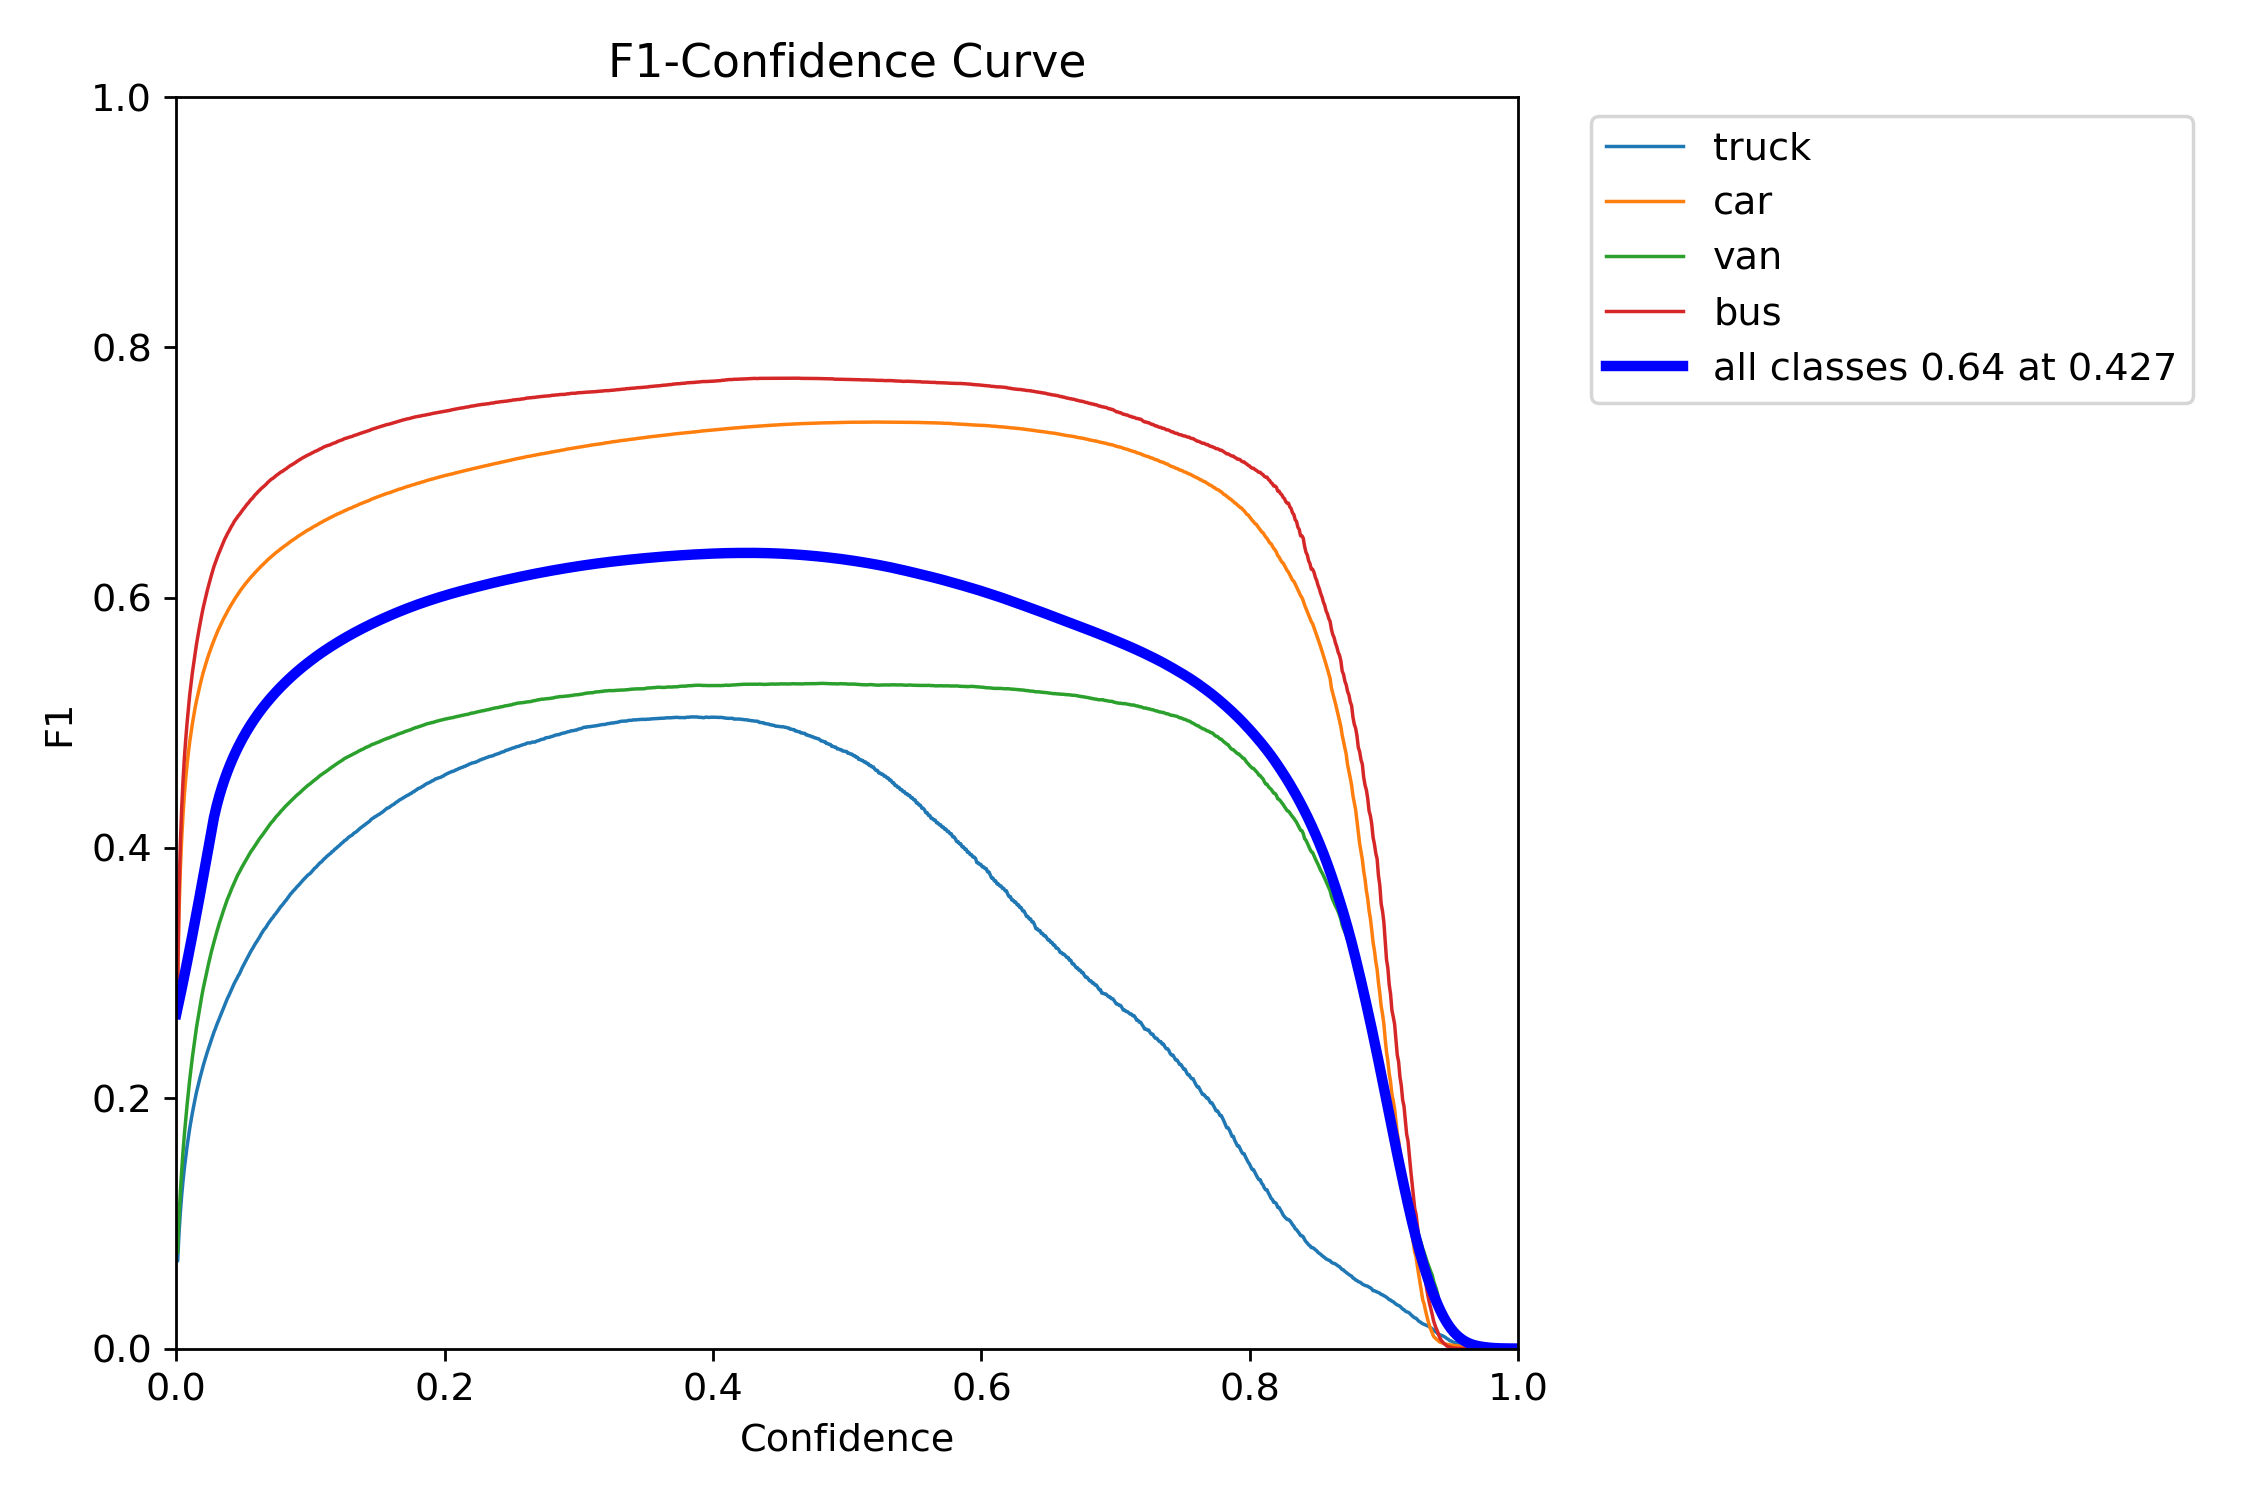 F1-Confidence Curve
1.0
0.8
0.6
0.4
0.2
0.0
F1
0.0 0.2 0.4 0.6 0.8 1.0
Confidence
truck
car
van
bus
all classes 0.64 at 0.427